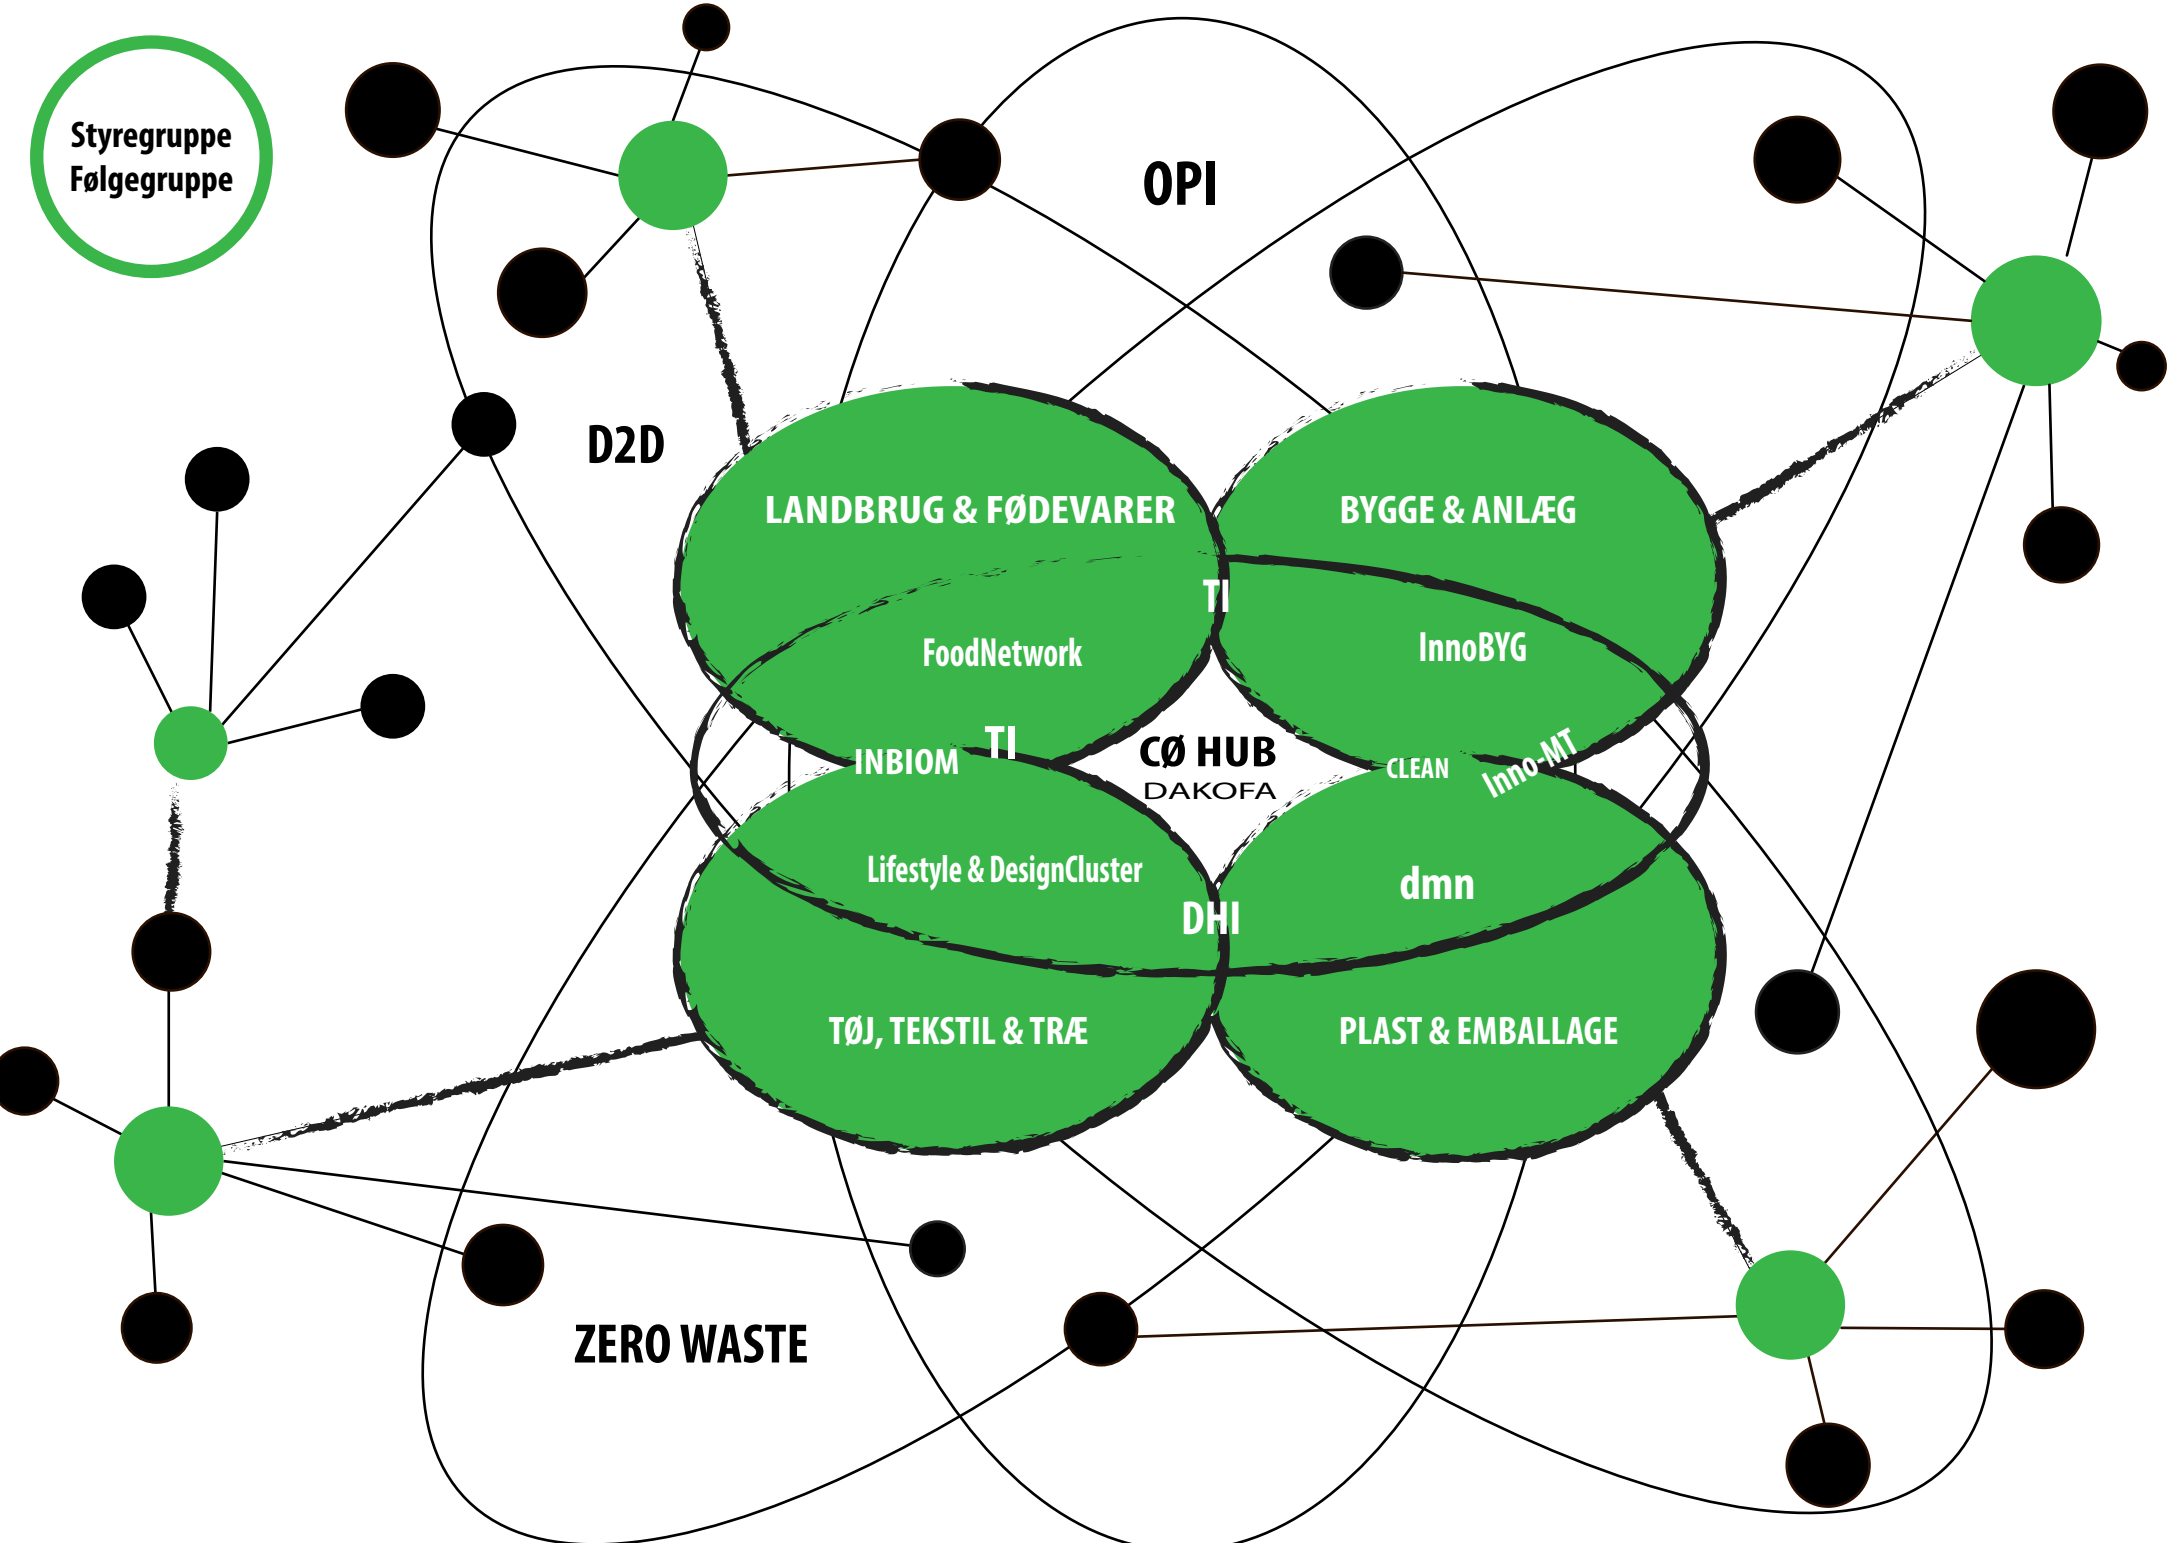 Styregruppe
Følgegruppe
OPI
D2D
LANDBRUG & FØDEVARER
BYGGE & ANLÆG
TI
FoodNetwork
InnoBYG
TI
INBIOM
CØ HUB
DAKOFA
CLEAN
Inno-MT
Lifestyle & DesignCluster
dmn
DHI
TØJ, TEKSTIL & TRÆ
PLAST & EMBALLAGE
ZERO WASTE